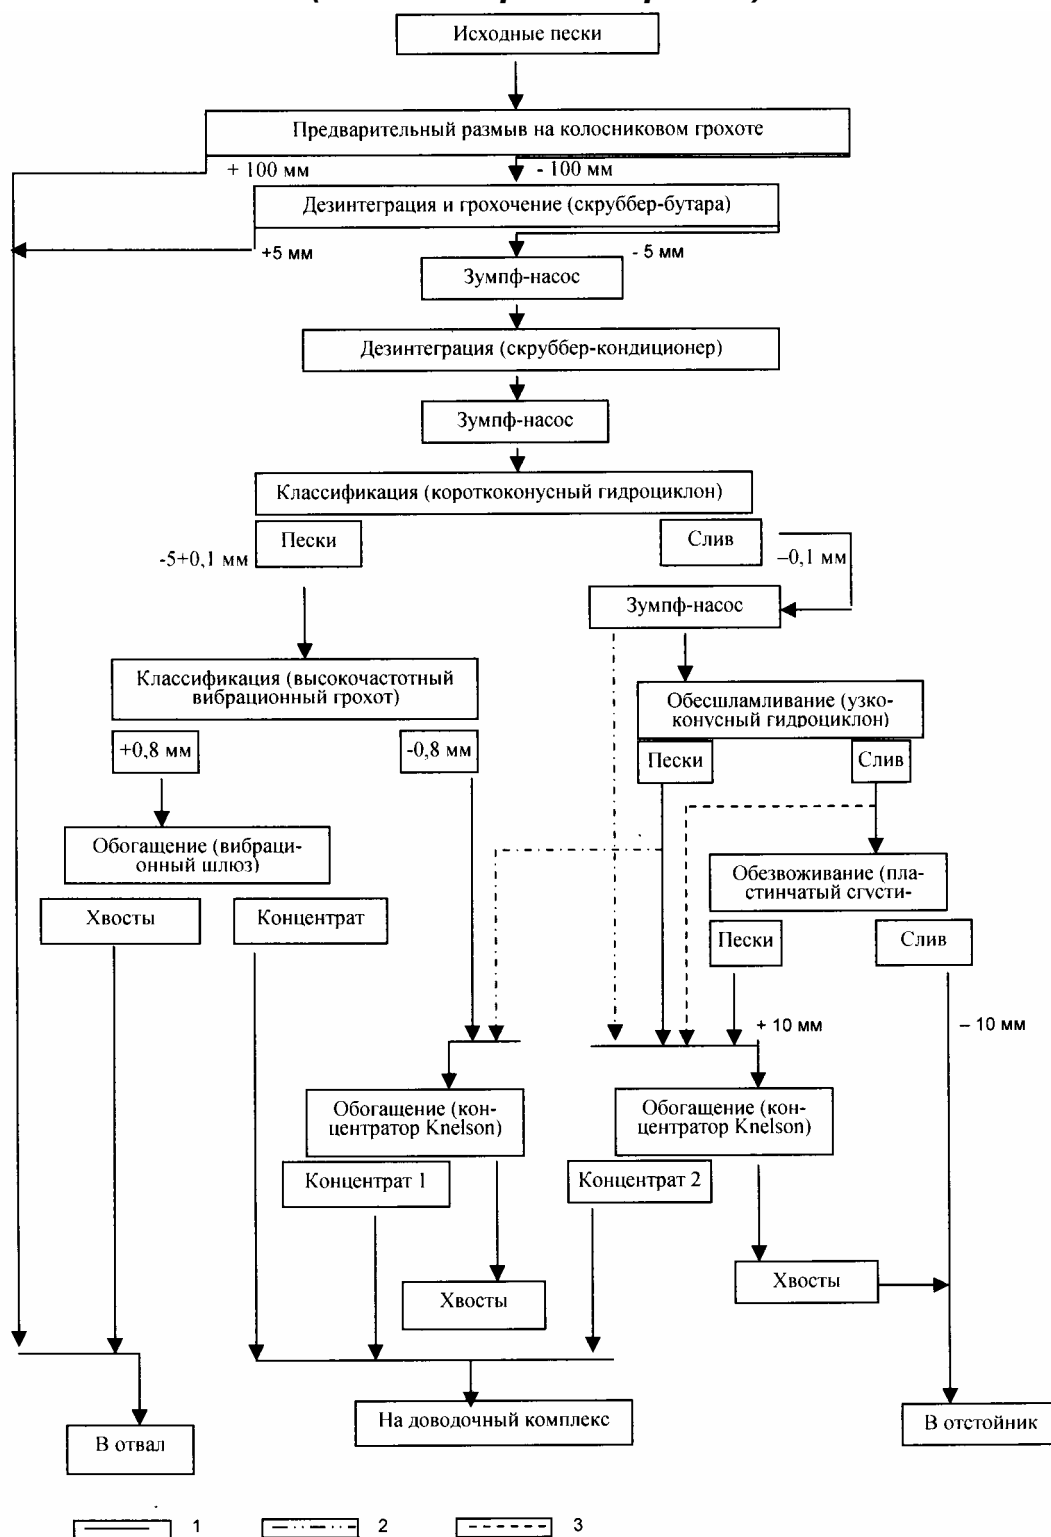 Исходные пески
Предварительный размыв на колосниковом грохоте
+ 100 мм
- 100 мм
Дезинтеграция и грохочение (скруббер-бутара)
+5 мм
- 5 мм
Зумпф-насос
Дезинтеграция (скруббер-кондиционер)
Зумпф-насос
Классификация (короткоконусный гидроциклон)
Пески
Слив
-5+0,1 мм
–0,1 мм
Зумпф-насос
Классификация (высокочастотный
вибрационный грохот)
Обесшламливание (узко-
конусный гидроциклон)
+0,8 мм
-0,8 мм
Пески
Слив
Обогащение (вибраци-
онный шлюз)
Обезвоживание (пла-
стинчатый сгусти-
Хвосты
Концентрат
Пески
Слив
+ 10 мм
– 10 мм
Обогащение (кон-
центратор Knelson)
Обогащение (кон-
центратор Knelson)
Концентрат 1
Концентрат 2
Хвосты
Хвосты
На доводочный комплекс
В отвал
В отстойник
1
2
3